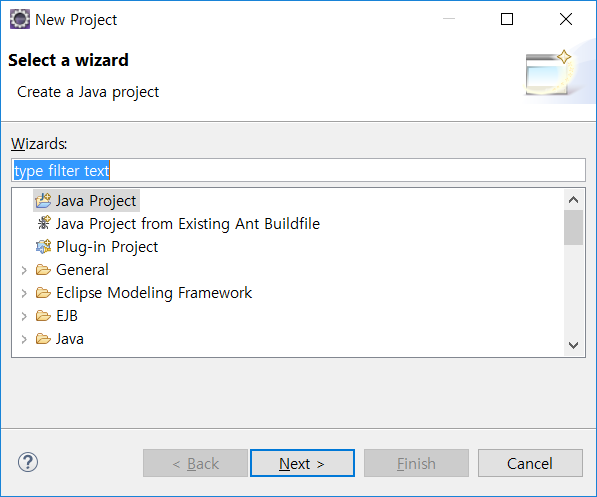 New Project
Select a wizard
Create a Java project
Wizards:
type filter text
Java Project
Java Project from Existing Ant Buildfile
Plug-in Project
General
Eclipse Modeling Framework
EJB
Java
?
< Back
Next >
Finish
Cancel